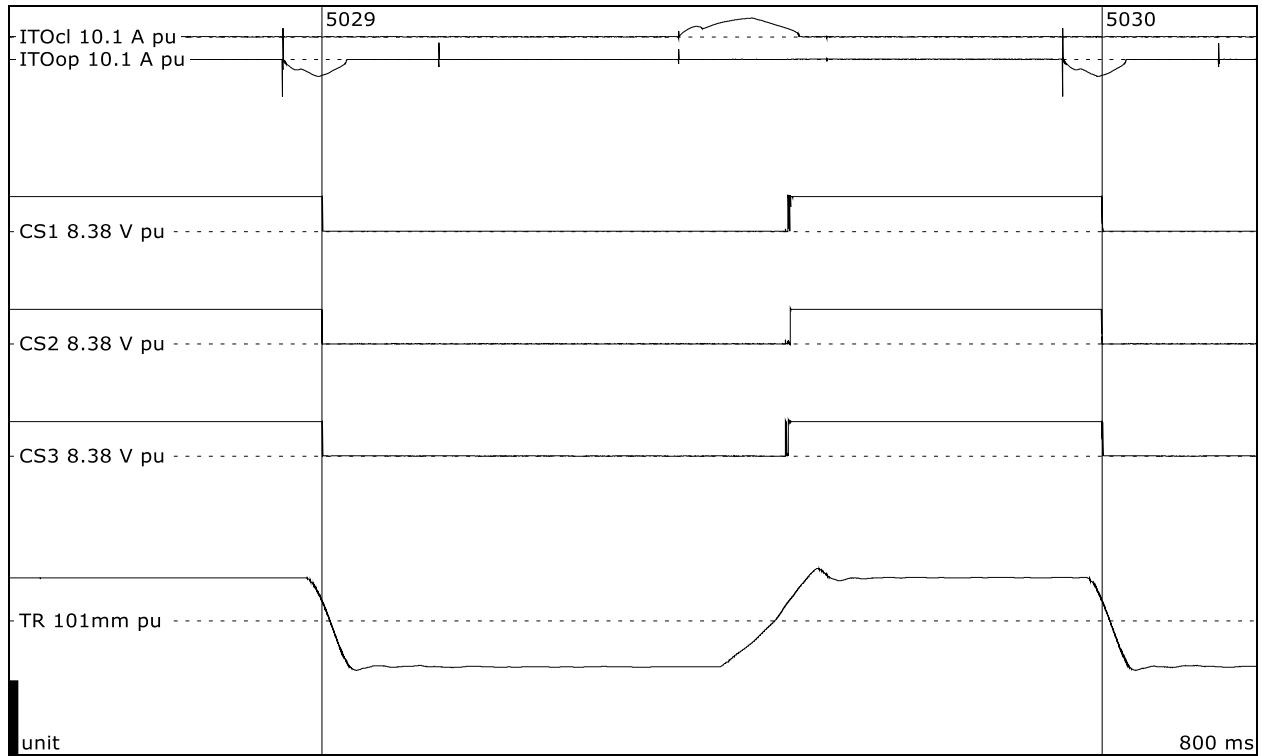 5029
5030
ITOcl 10.1 A pu
ITOop 10.1 A pu
CS1 8.38 V pu
CS2 8.38 V pu
CS3 8.38 V pu
TR 101mm pu
unit
800 ms